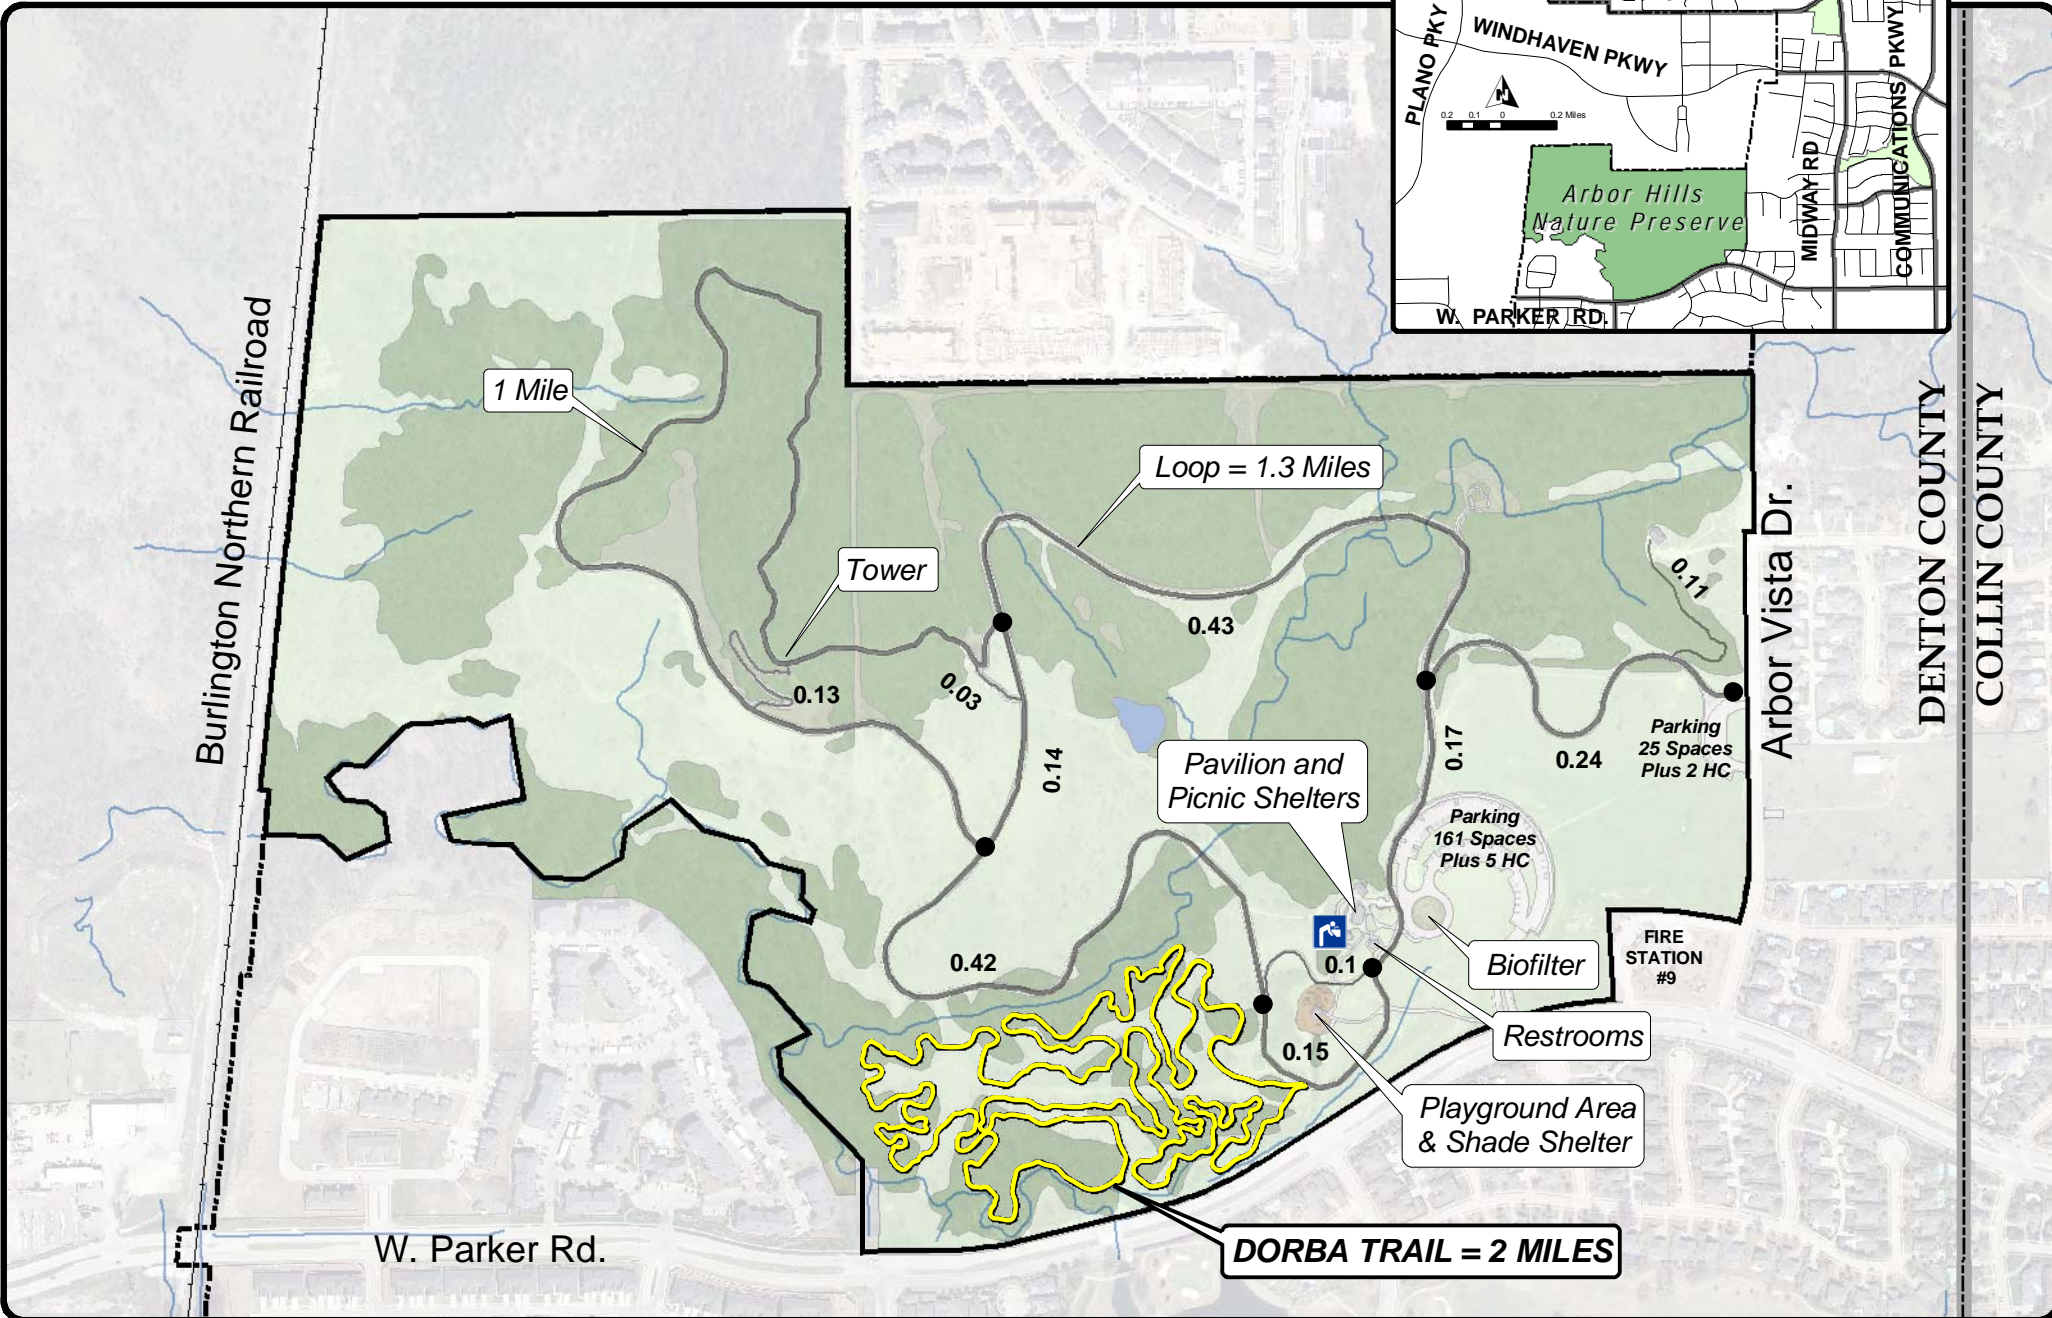 PLANO PKY
WINDHAVEN PKWY
COMMUNICATIONS PKWY
N
0.2 0.1 0 0.2 Miles
MIDWAY RD
Arbor Hills
Nature Preserve
W. PARKER RD.
Burlington Northern Railroad
1 Mile
Loop = 1.3 Miles
Tower
DENTON COUNTY
COLLIN COUNTY
Arbor Vista Dr.
0.11
0.43
0.13
0.03
0.14
0.17
0.24
Parking
25 Spaces
Plus 2 HC
Pavilion and
Picnic Shelters
Parking
161 Spaces
Plus 5 HC
FIRE
STATION
#9
0.42
0.1
Biofilter
Restrooms
0.15
Playground Area
& Shade Shelter
W. Parker Rd.
DORBA TRAIL = 2 MILES